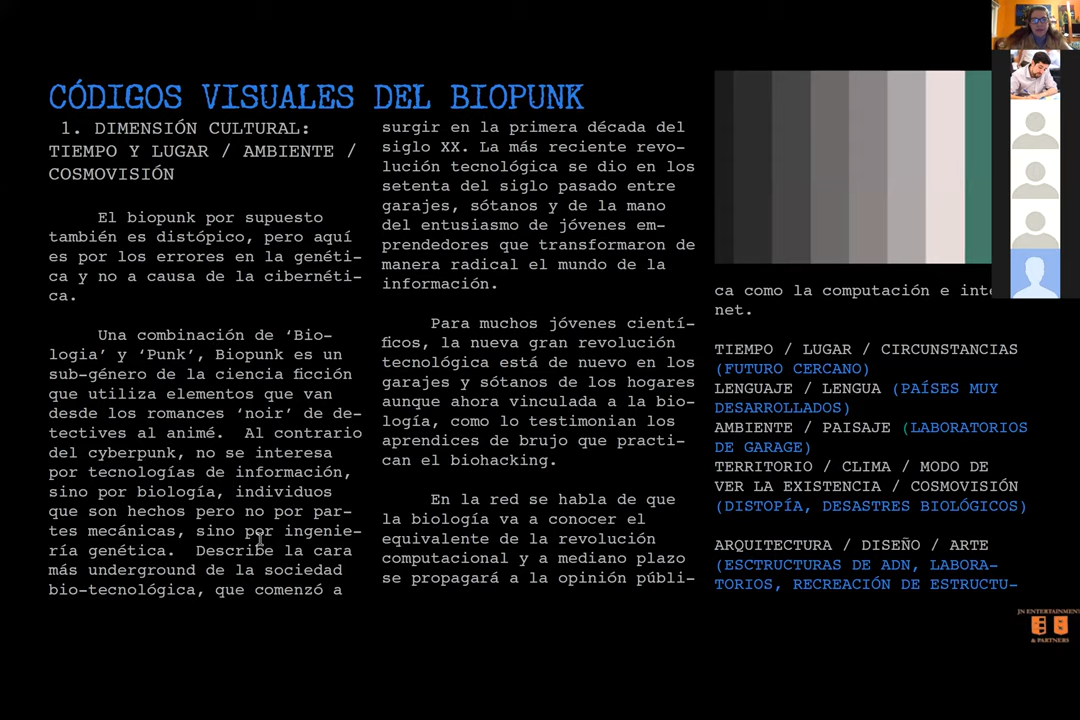 CÓDIGOS VISUALES DEL BIOPUNK
1. DIMENSIÓN CULTURAL:
TIEMPO Y LUGAR / AMBIENTE /
COSMOVISIÓN
El biopunk por supuesto
también es distópico, pero aquí
es por los errores en la genéti-
ca y no a causa de la cibernéti-
ca.
Una combinación de ‘Bio-
logia’ y ‘Punk’, Biopunk es un
sub-género de la ciencia ficción
que utiliza elementos que van
desde los romances ‘noir’ de de-
tectives al animé. Al contrario
del cyberpunk, no se interesa
por tecnologías de información,
sino por biología, individuos
que son hechos pero no por par-
tes mecánicas, sino por ingenie-
ría genética. Describe la cara
más underground de la sociedad
bio-tecnológica, que comenzó a
surgir en la primera década del
siglo XX. La más reciente revo-
lución tecnológica se dio en los
setenta del siglo pasado entre
garajes, sótanos y de la mano
del entusiasmo de jóvenes em-
prendedores que transformaron de
manera radical el mundo de la
información.
Para muchos jóvenes cientí-
ficos, la nueva gran revolución
tecnológica está de nuevo en los
garajes y sótanos de los hogares
aunque ahora vinculada a la bio-
logía, como lo testimonian los
aprendices de brujo que practi-
can el biohacking.
En la red se habla de que
la biología va a conocer el
equivalente de la revolución
computacional y a mediano plazo
se propagará a la opinión públi-
ca como la computación e inte
net.
TIEMPO / LUGAR / CIRCUNSTANCIAS
(FUTURO CERCANO)
LENGUAJE / LENGUA (PAÍSES MUY
DESARROLLADOS)
AMBIENTE / PAISAJE (LABORATORIOS
DE GARAGE)
TERRITORIO / CLIMA / MODO DE
VER LA EXISTENCIA / COSMOVISIÓN
(DISTOPÍA, DESASTRES BIOLÓGICOS)
ARQUITECTURA / DISEÑO / ARTE
(ESCTRUCTURAS DE ADN, LABORA-
TORIOS, RECREACIÓN DE ESTRUCTU-
JN ENTERTAINMENT
& PARTNERS